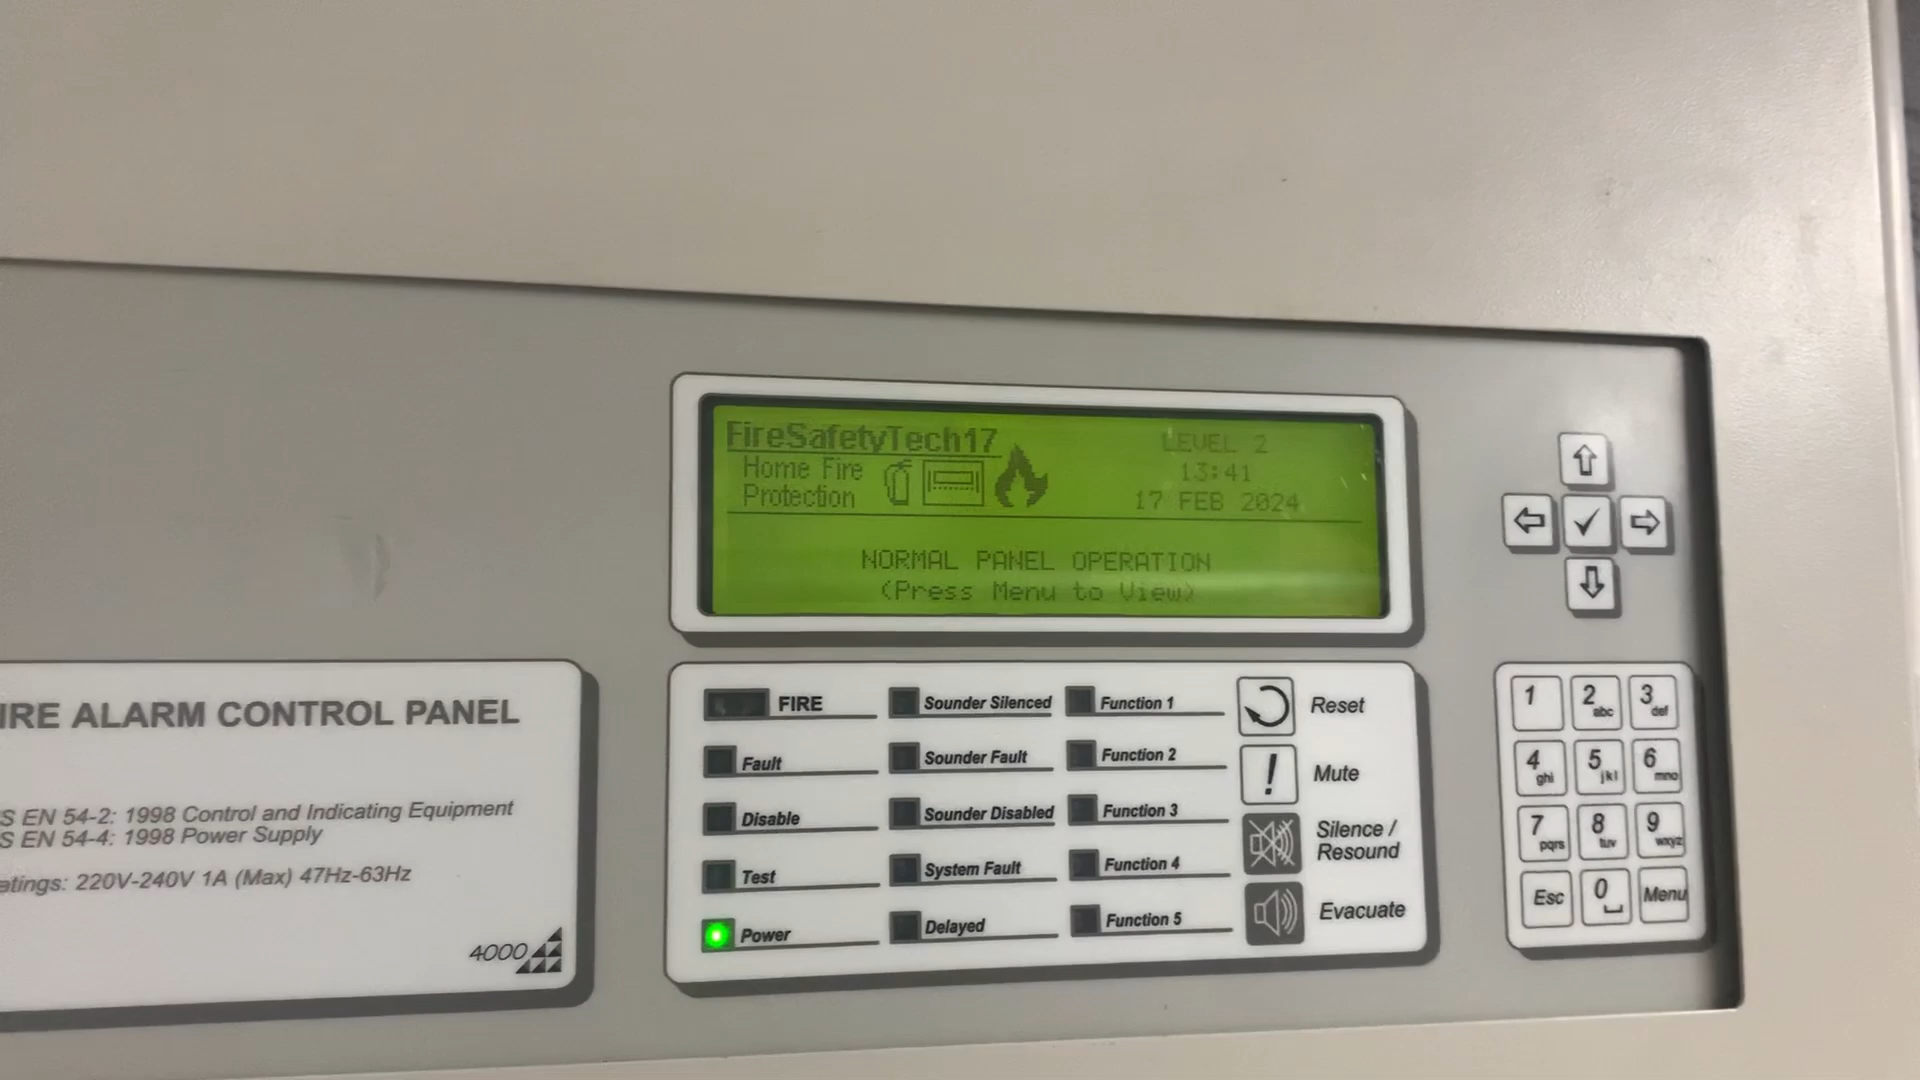 FireSafetyTech17
Home Fire
Protection
LEVEL 2
13:41
17 FEB 2024
NORMAL PANEL OPERATION
(Press Menu to View)
IRE ALARM CONTROL PANEL
S EN 54-2: 1998 Control and Indicating Equipment
S EN 54-4: 1998 Power Supply
atings: 220V-240V 1A (Max) 47Hz-63Hz
4000
FIRE
Fault
Disable
Test
Power
Sounder Silenced
Sounder Fault
Sounder Disabled
System Fault
Delayed
Function 1
Function 2
Function 3
Function 4
Function 5
Reset
! Mute
Silence /
Resound
Evacuate
1 2 abc 3 def
4 ghi 5 jkl 6 mno
7 pqrs 8 tuv 9 wxyz
Esc 0 Menu